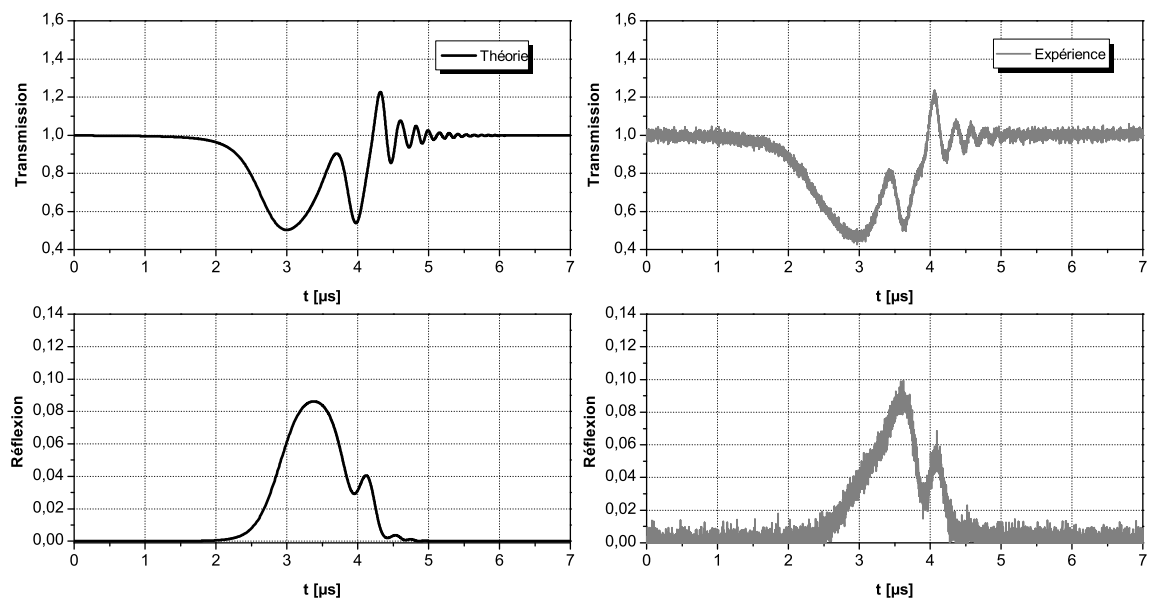 1,6
1,4
1,2
1,0
0,8
0,6
0,4
Transmission
Théorie
0 1 2 3 4 5 6 7
t [µs]
1,6
1,4
1,2
1,0
0,8
0,6
0,4
Transmission
Expérience
0 1 2 3 4 5 6 7
t [µs]
0,14
0,12
0,10
0,08
0,06
0,04
0,02
0,00
Réflexion
0 1 2 3 4 5 6 7
t [µs]
0,14
0,12
0,10
0,08
0,06
0,04
0,02
0,00
Réflexion
0 1 2 3 4 5 6 7
t [µs]